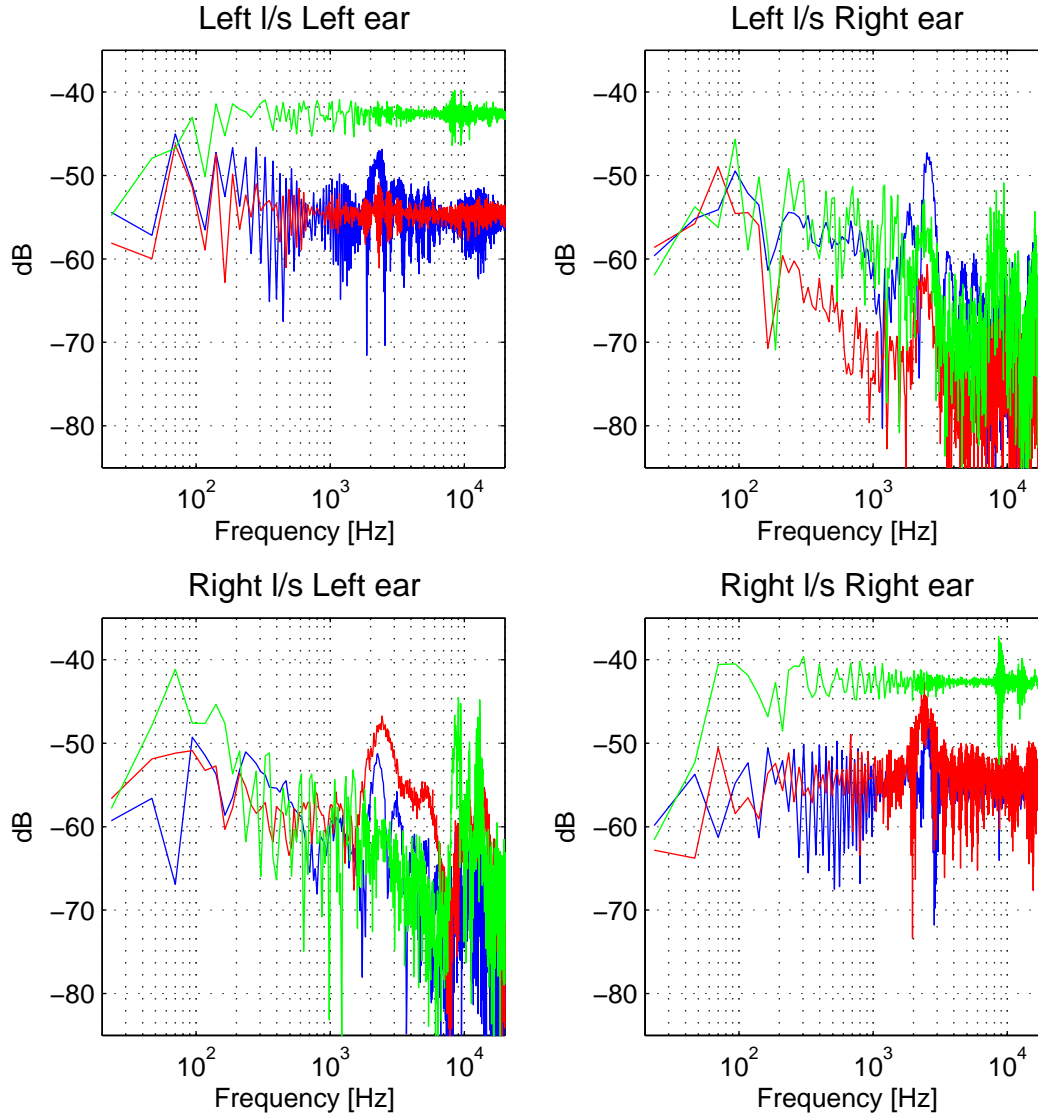 Left l/s Left ear
Left l/s Right ear
−40
−50
−60
−70
−80
dB
10^2
10^3
10^4
Frequency [Hz]
−40
−50
−60
−70
−80
dB
10^2
10^3
10^4
Frequency [Hz]
Right l/s Left ear
Right l/s Right ear
−40
−50
−60
−70
−80
dB
10^2
10^3
10^4
Frequency [Hz]
−40
−50
−60
−70
−80
dB
10^2
10^3
10^4
Frequency [Hz]